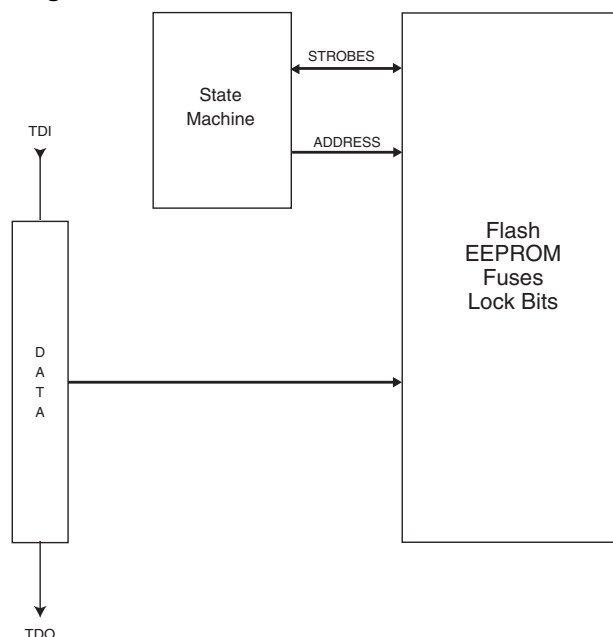 STROBES
State
Machine
ADDRESS
TDI
Flash
EEPROM
Fuses
Lock Bits
D
A
T
A
TDO